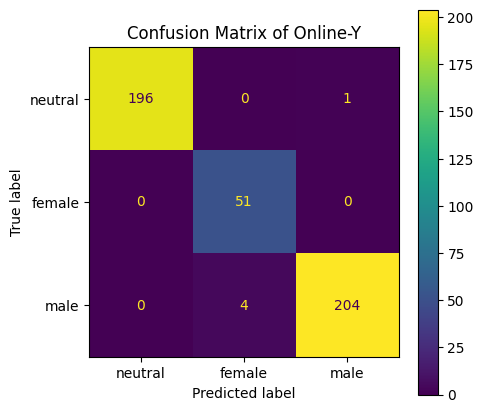 Confusion Matrix of Online-Y
True label
neutral 196 0 1
female 0 51 0
male 0 4 204
neutral female male
Predicted label
200
175
150
125
100
75
50
25
0